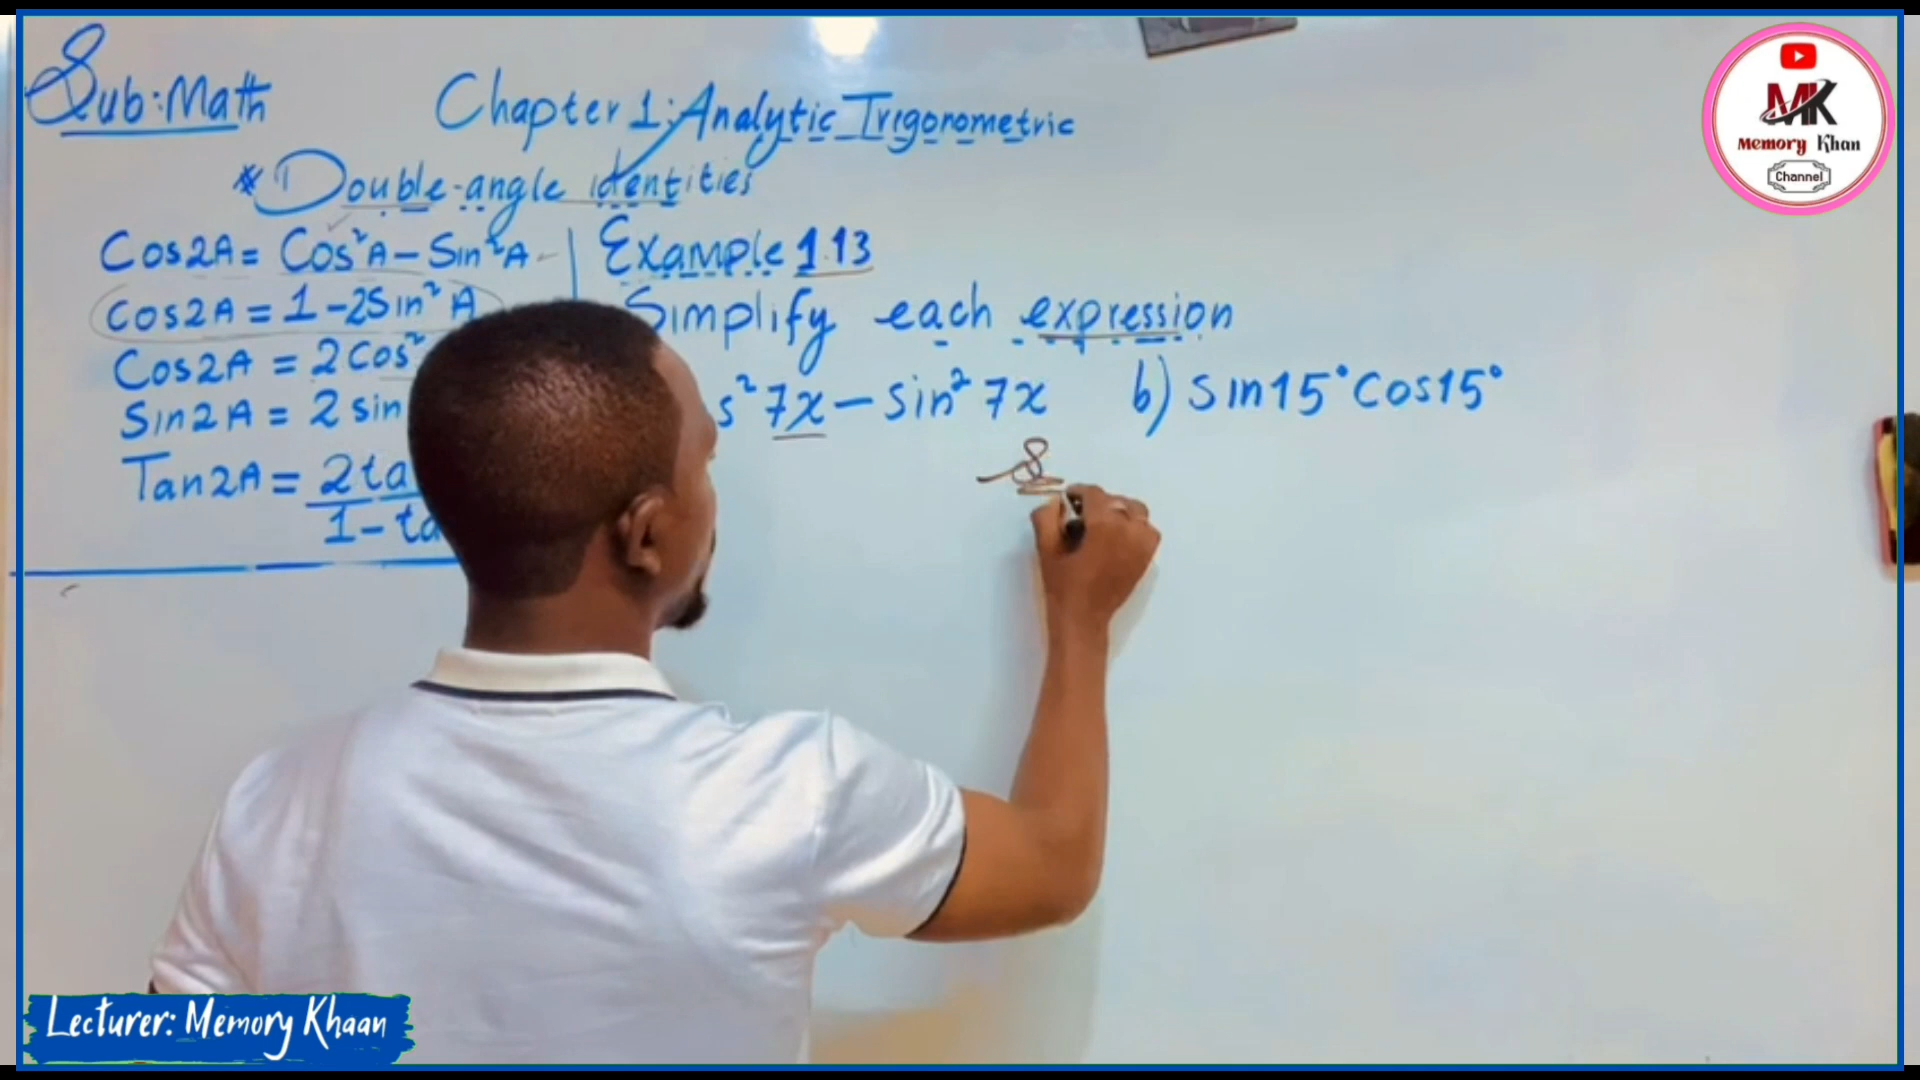 Sub: Math
Chapter 1: Analytic Trigonometric
* Double-angle identities
Cos2A = Cos²A − Sin²A
Cos2A = 1 − 2Sin²A
Cos2A = 2Cos²
Sin2A = 2 sin
Tan2A = 2ta
1 − ta
Example 1.13
Simplify each expression
s²7x − sin²7x b) Sin15° Cos15°
MK
Memory Khan
Channel
Lecturer: Memory Khaan